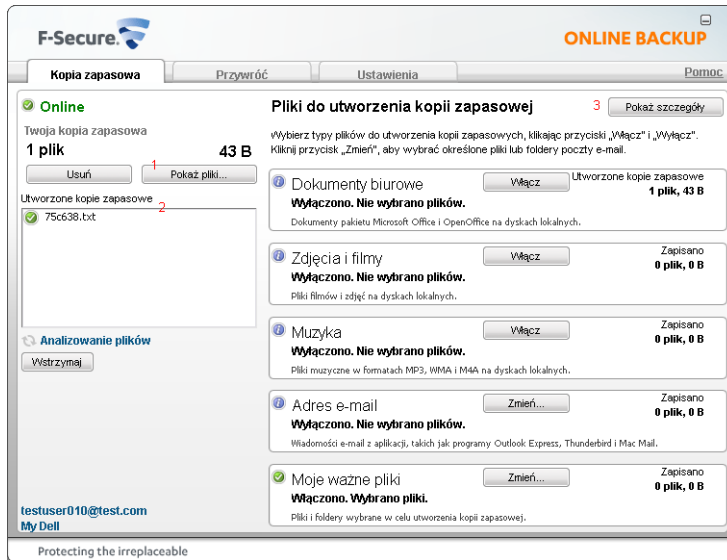 F-Secure.
ONLINE BACKUP
Kopia zapasowa
Przywróć
Ustawienia
Pomoc
Online
Twoja kopia zapasowa
1 plik 43 B
1
Usuń
Pokaż pliki...
Utworzone kopie zapasowe
2
75c638.txt
Analizowanie plików
Wstrzymaj
testuser010@test.com
My Dell
Pliki do utworzenia kopii zapasowej
3
Pokaż szczegóły
Wybierz typy plików do utworzenia kopii zapasowych, klikając przyciski „Włącz” i „Wyłącz”.
Kliknij przycisk „Zmień”, aby wybrać określone pliki lub foldery poczty e-mail.
Dokumenty biurowe
Włącz
Utworzone kopie zapasowe
1 plik, 43 B
Wyłączono. Nie wybrano plików.
Dokumenty pakietu Microsoft Office i OpenOffice na dyskach lokalnych.
Zdjęcia i filmy
Włącz
Zapisano
0 plik, 0 B
Wyłączono. Nie wybrano plików.
Pliki filmów i zdjęć na dyskach lokalnych.
Muzyka
Włącz
Zapisano
0 plik, 0 B
Wyłączono. Nie wybrano plików.
Pliki muzyczne w formatach MP3, WMA i M4A na dyskach lokalnych.
Adres e-mail
Zmień...
Zapisano
0 plik, 0 B
Wyłączono. Nie wybrano plików.
Wiadomości e-mail z aplikacji, takich jak programy Outlook Express, Thunderbird i Mac Mail.
Moje ważne pliki
Zmień...
Zapisano
0 plik, 0 B
Włączono. Wybrano pliki.
Pliki i foldery wybrane w celu utworzenia kopii zapasowej.
Protecting the irreplaceable